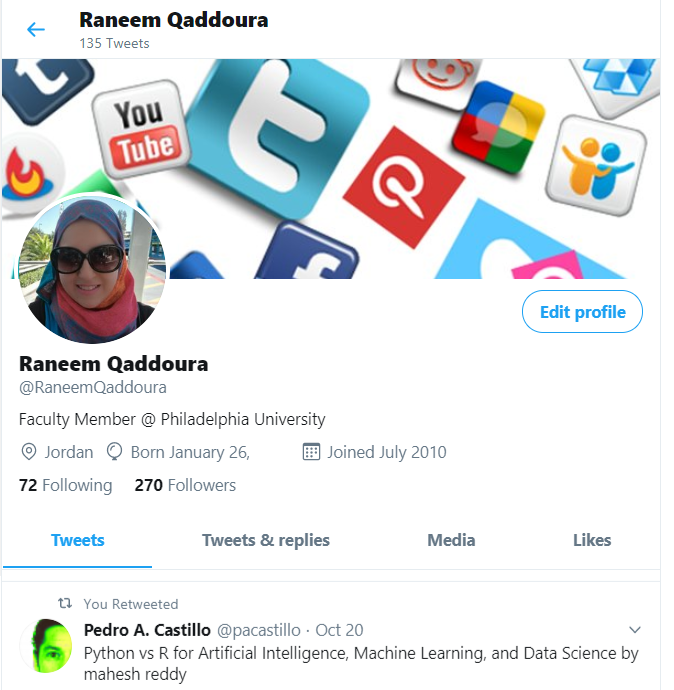 Raneem Qaddoura
135 Tweets
You
Tube
Raneem Qaddoura
@RaneemQaddoura
Edit profile
Faculty Member @ Philadelphia University
Jordan Born January 26, Joined July 2010
72 Following 270 Followers
Tweets Tweets & replies Media Likes
You Retweeted
Pedro A. Castillo @pacastillo · Oct 20
Python vs R for Artificial Intelligence, Machine Learning, and Data Science by
mahesh reddy